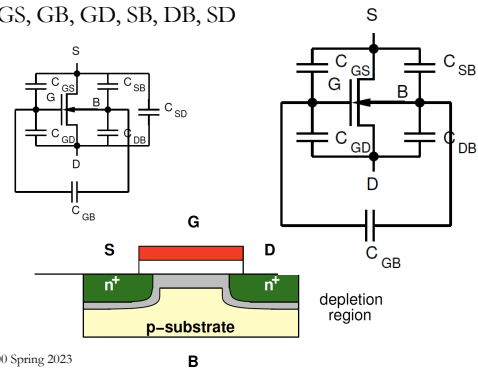 GS, GB, GD, SB, DB, SD
S
C GS
C SB
G
B
C SD
C GD
C DB
D
C GB
S
C GS
C SB
G
B
C GD
C DB
D
C GB
G
S
D
n+
n+
depletion
region
p-substrate
B
00 Spring 2023